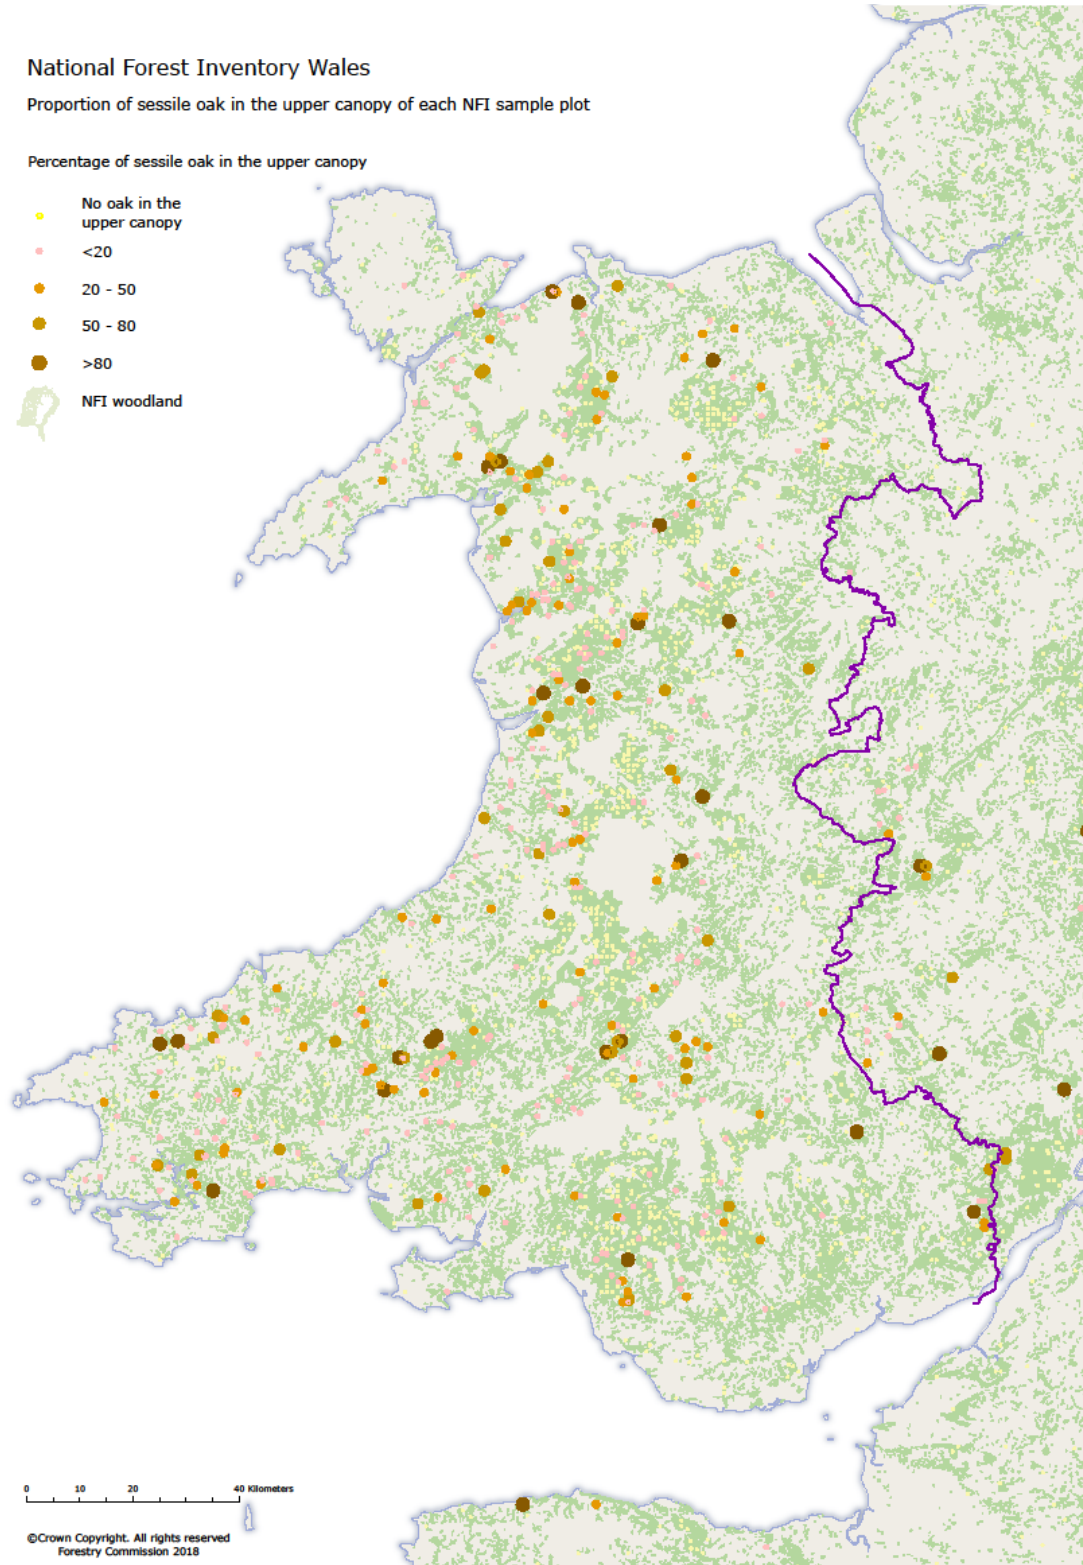 National Forest Inventory Wales
Proportion of sessile oak in the upper canopy of each NFI sample plot
Percentage of sessile oak in the upper canopy
No oak in the
upper canopy
<20
20 - 50
50 - 80
>80
NFI woodland
0 10 20 40 Kilometers
©Crown Copyright. All rights reserved
Forestry Commission 2018